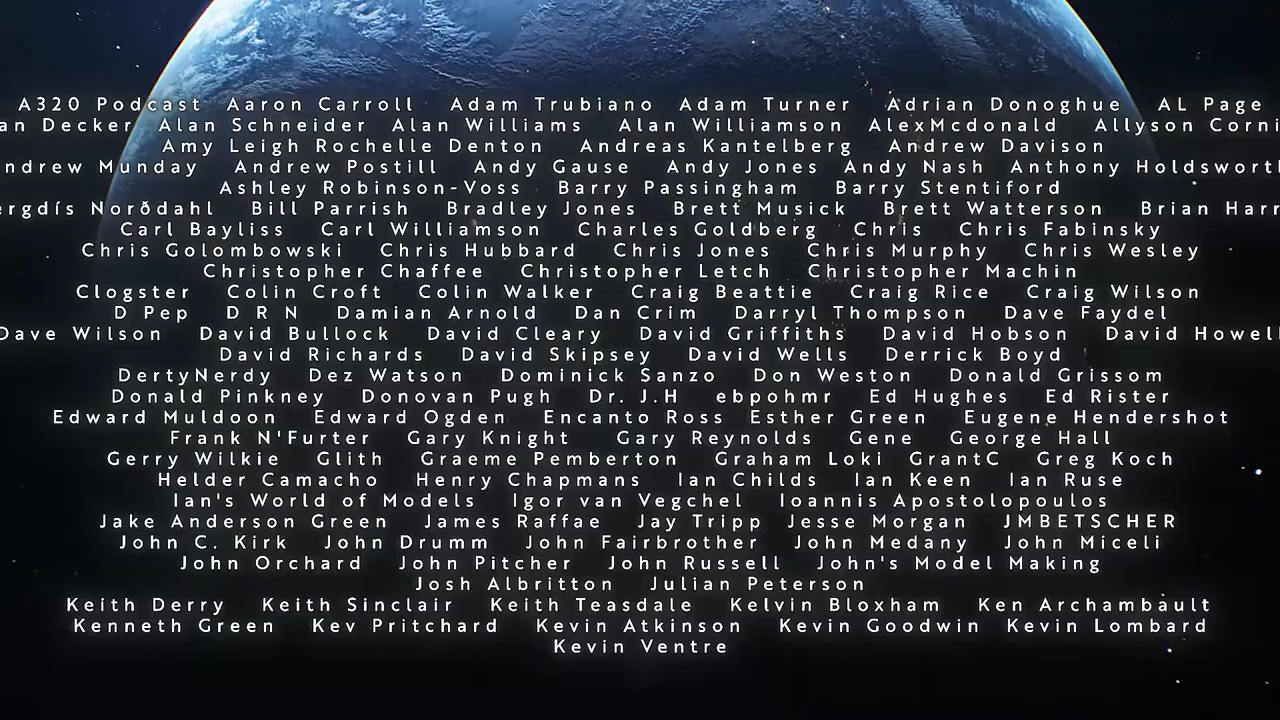 A320 Podcast Aaron Carroll Adam Trubiano Adam Turner Adrian Donoghue AL Page
Decker Alan Schneider Alan Williams Alan Williamson AlexMcdonald Allyson
Amy Leigh Rochelle Denton Andreas Kantelberg Andrew Davison
Munday Andrew Postill Andy Gause Andy Jones Andy Nash Anthony
Ashley Robinson-Voss Barry Passingham Barry Stentiford
Norðdahl Bill Parrish Bradley Jones Brett Musick Brett Watterson Brian
Carl Bayliss Carl Williamson Charles Goldberg Chris Chris Fabinsky
Chris Golombowski Chris Hubbard Chris Jones Chris Murphy Chris Wesley
Christopher Chaffee Christopher Letch Christopher Machin
Clogster Colin Croft Colin Walker Craig Beattie Craig Rice Craig Wilson
D Pep D R N Damian Arnold Dan Crim Darryl Thompson Dave Faydel
Dave Wilson David Bullock David Cleary David Griffiths David Hobson David
David Richards David Skipsey David Wells Derrick Boyd
DertyNerdy Dez Watson Dominick Sanzo Don Weston Donald Grissom
Donald Pinkney Donovan Pugh Dr. J.H ebpohmr Ed Hughes Ed Rister
Edward Muldoon Edward Ogden Encanto Ross Esther Green Eugene Hendershot
Frank N'Furter Gary Knight Gary Reynolds Gene George Hall
Gerry Wilkie Glith Graeme Pemberton Graham Loki GrantC Greg Koch
Helder Camacho Henry Chapmans Ian Childs Ian Keen Ian Ruse
Ian's World of Models Igor van Vegchel Ioannis Apostolopoulos
Jake Anderson Green James Raffae Jay Tripp Jesse Morgan JMBETSCHER
John C. Kirk John Drumm John Fairbrother John Medany John Miceli
John Orchard John Pitcher John Russell John's Model Making
Josh Albritton Julian Peterson
Keith Derry Keith Sinclair Keith Teasdale Kelvin Bloxham Ken Archambault
Kenneth Green Kev Pritchard Kevin Atkinson Kevin Goodwin Kevin Lombard
Kevin Ventre